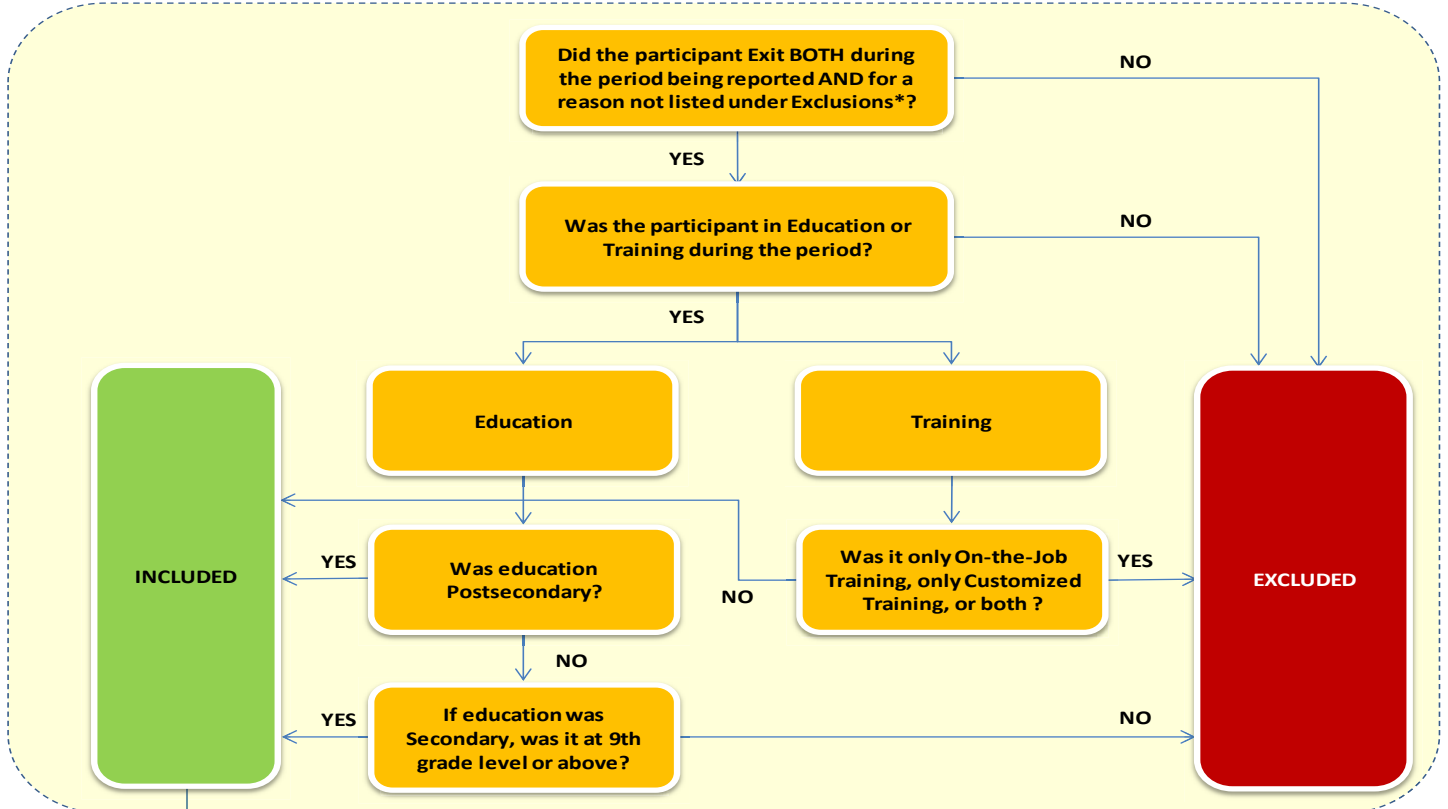 Did the participant Exit BOTH during
the period being reported AND for a
reason not listed under Exclusions*?
NO
YES
Was the participant in Education or
Training during the period?
NO
YES
Education
Training
INCLUDED
YES
Was education
Postsecondary?
NO
Was it only On-the-Job
Training, only Customized
Training, or both ?
YES
EXCLUDED
NO
YES
If education was
Secondary, was it at 9th
grade level or above?
NO